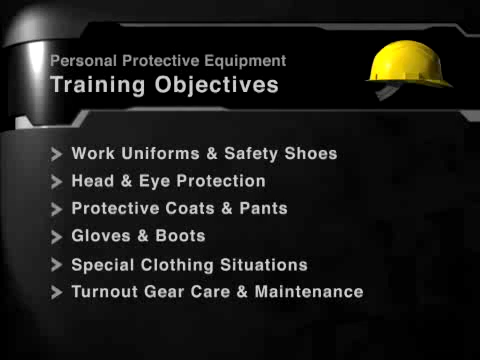 Personal Protective Equipment
Training Objectives
Work Uniforms & Safety Shoes
Head & Eye Protection
Protective Coats & Pants
Gloves & Boots
Special Clothing Situations
Turnout Gear Care & Maintenance